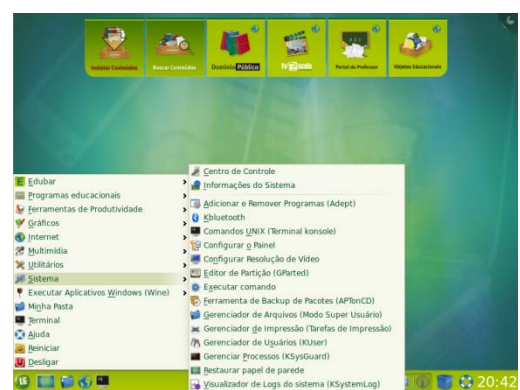 Instalar Conteúdos
Buscar Conteúdos
Domínio Público
TV Escola
Portal do Professor
Objetos Educacionais
Edubar
Programas educacionais
Ferramentas de Produtividade
Gráficos
Internet
Multimídia
Utilitários
Sistema
Executar Aplicativos Windows (Wine)
Minha Pasta
Terminal
Ajuda
Reiniciar
Desligar
Centro de Controle
Informações do Sistema
Adicionar e Remover Programas (Adept)
Kbluetooth
Comandos UNIX (Terminal konsole)
Configurar o Painel
Configurar Resolução de Vídeo
Editor de Partição (GParted)
Executar comando
Ferramenta de Backup de Pacotes (APTonCD)
Gerenciador de Arquivos (Modo Super Usuário)
Gerenciador de Impressão (Tarefas de Impressão)
Gerenciador de Usuários (KUser)
Gerenciar Processos (KSysGuard)
Restaurar papel de parede
Visualizador de Logs do sistema (KSystemLog)
20:42